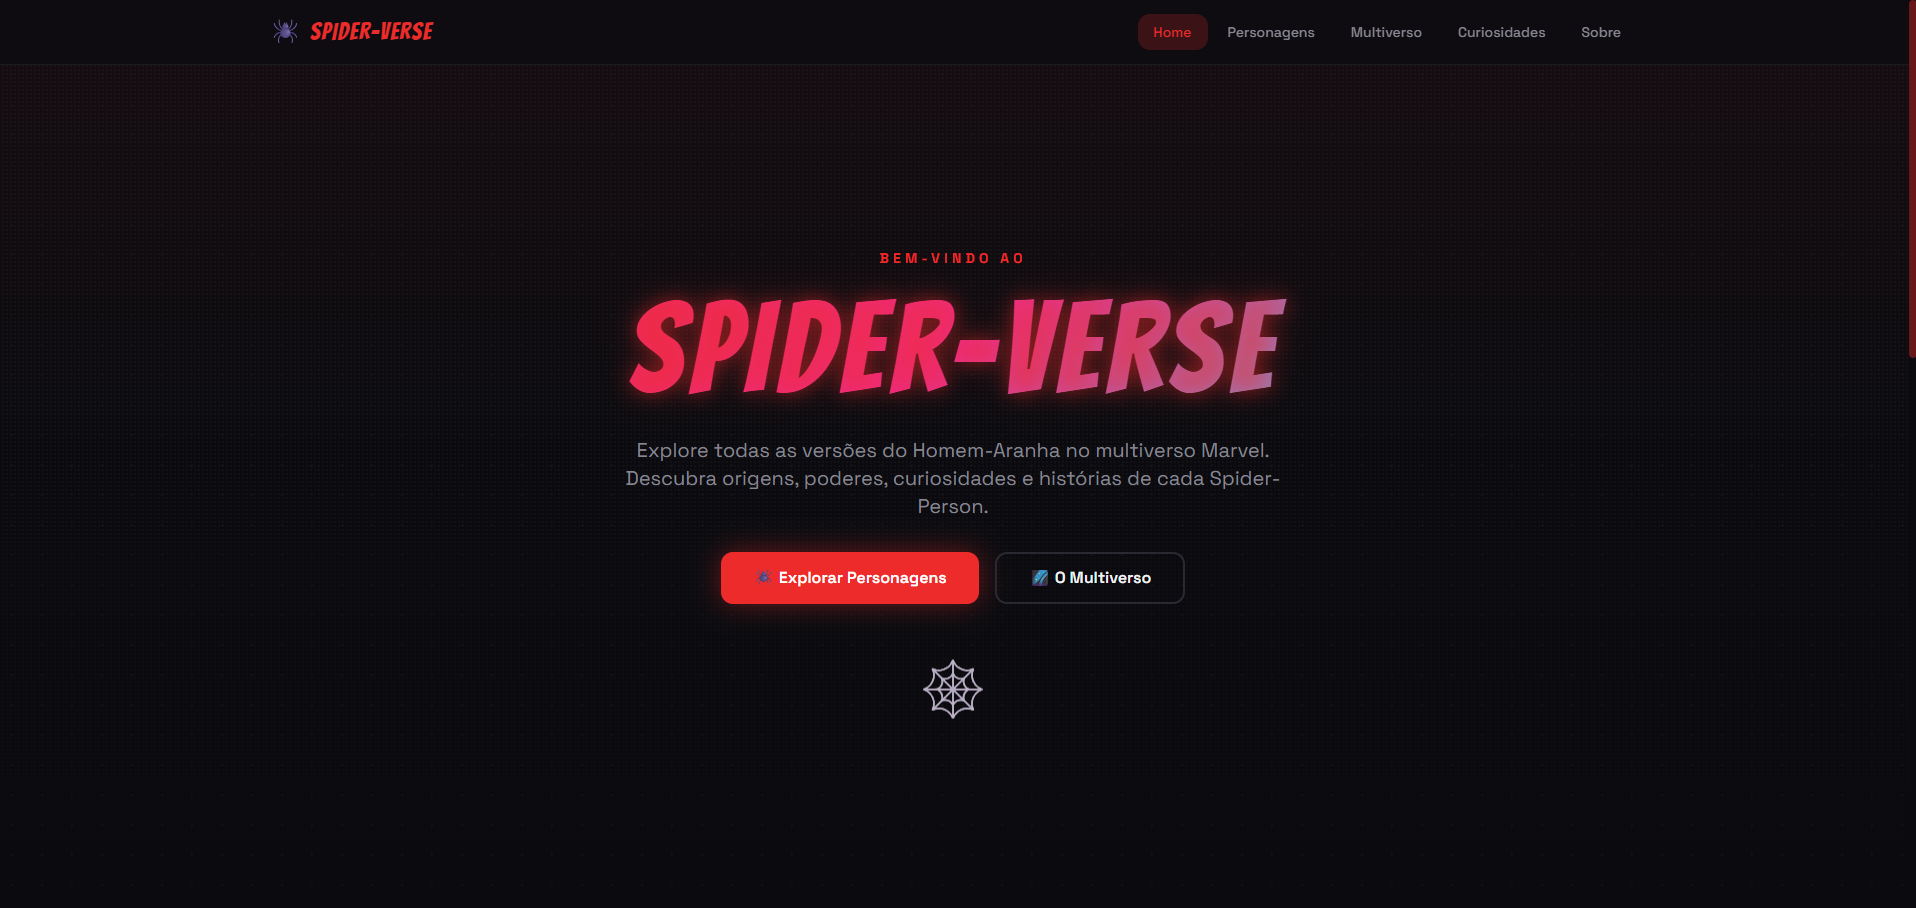 SPIDER-VERSE
Home Personagens Multiverso Curiosidades Sobre
BEM-VINDO AO
SPIDER-VERSE
Explore todas as versões do Homem-Aranha no multiverso Marvel.
Descubra origens, poderes, curiosidades e histórias de cada Spider-
Person.
Explorar Personagens
O Multiverso